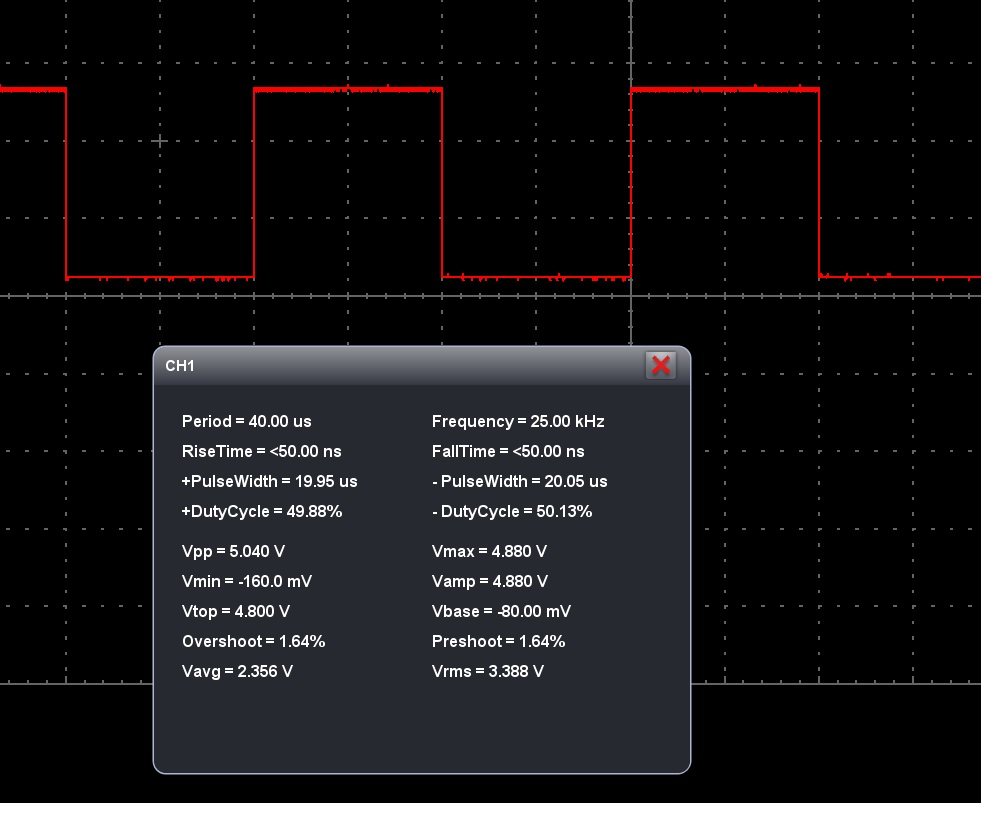 CH1
Period = 40.00 us Frequency = 25.00 kHz
RiseTime = <50.00 ns FallTime = <50.00 ns
+PulseWidth = 19.95 us - PulseWidth = 20.05 us
+DutyCycle = 49.88% - DutyCycle = 50.13%
Vpp = 5.040 V Vmax = 4.880 V
Vmin = -160.0 mV Vamp = 4.880 V
Vtop = 4.800 V Vbase = -80.00 mV
Overshoot = 1.64% Preshoot = 1.64%
Vavg = 2.356 V Vrms = 3.388 V